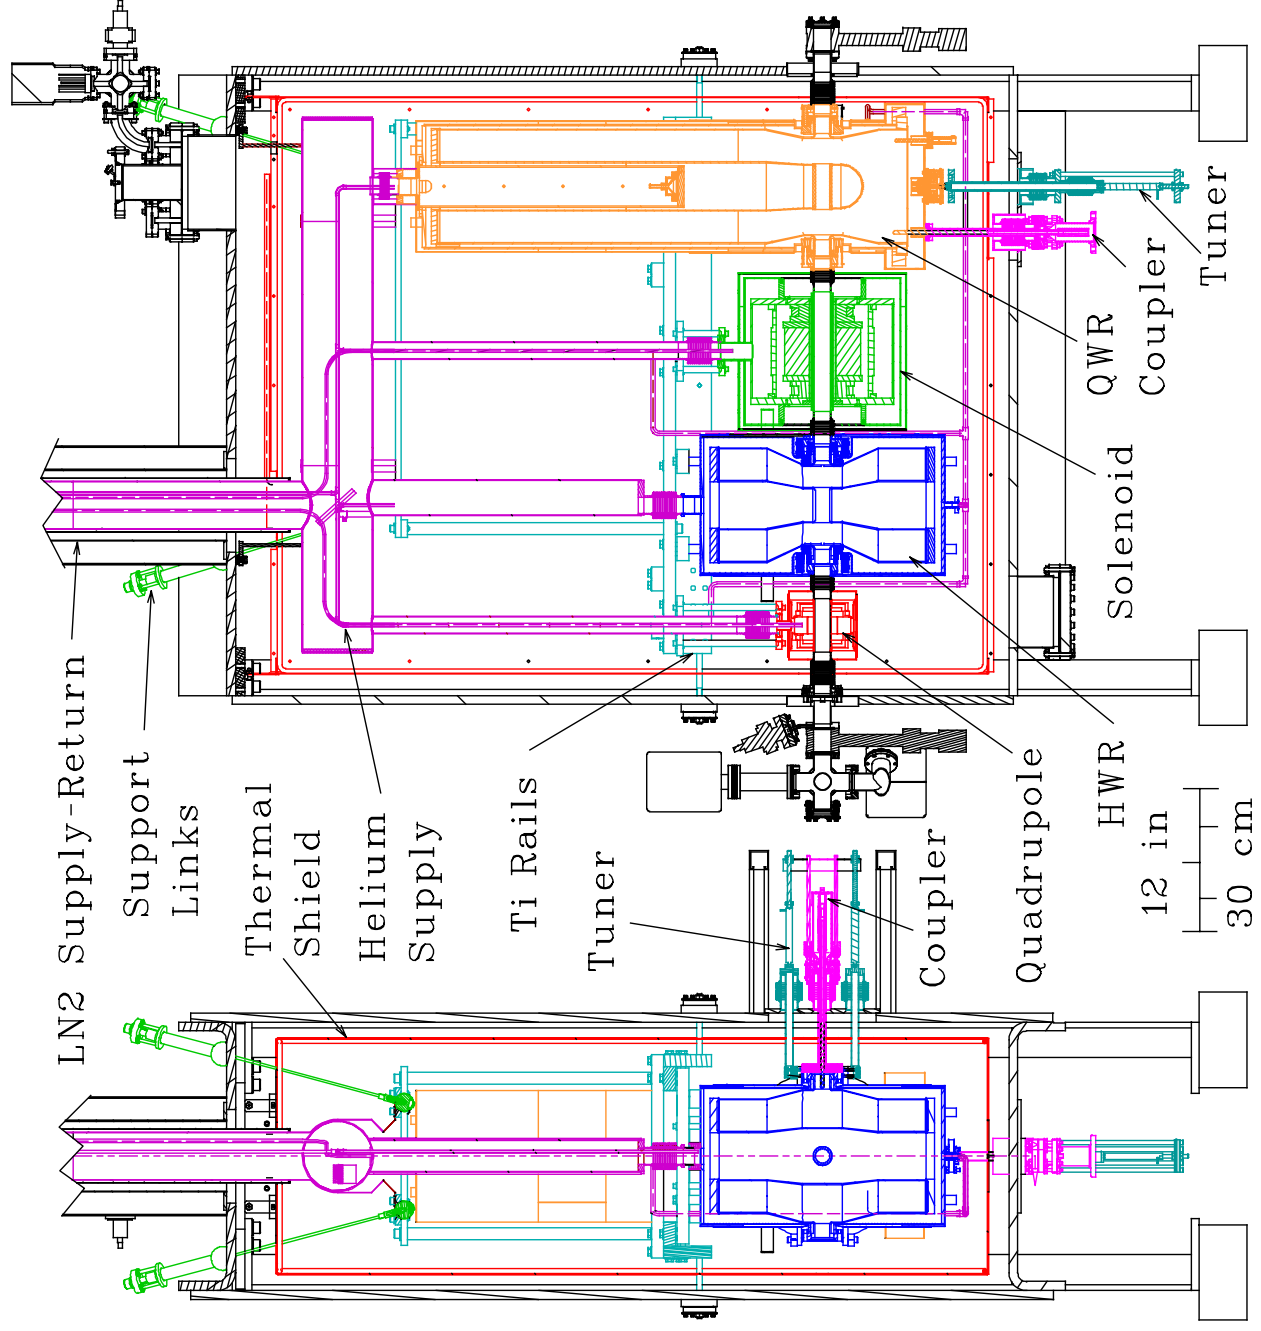 LN2 Supply-Return
Support
Links
Thermal
Shield
Helium
Supply
Ti Rails
Tuner
Coupler
Quadrupole
HWR
Solenoid
QWR
Coupler
Tuner
12 in
30 cm